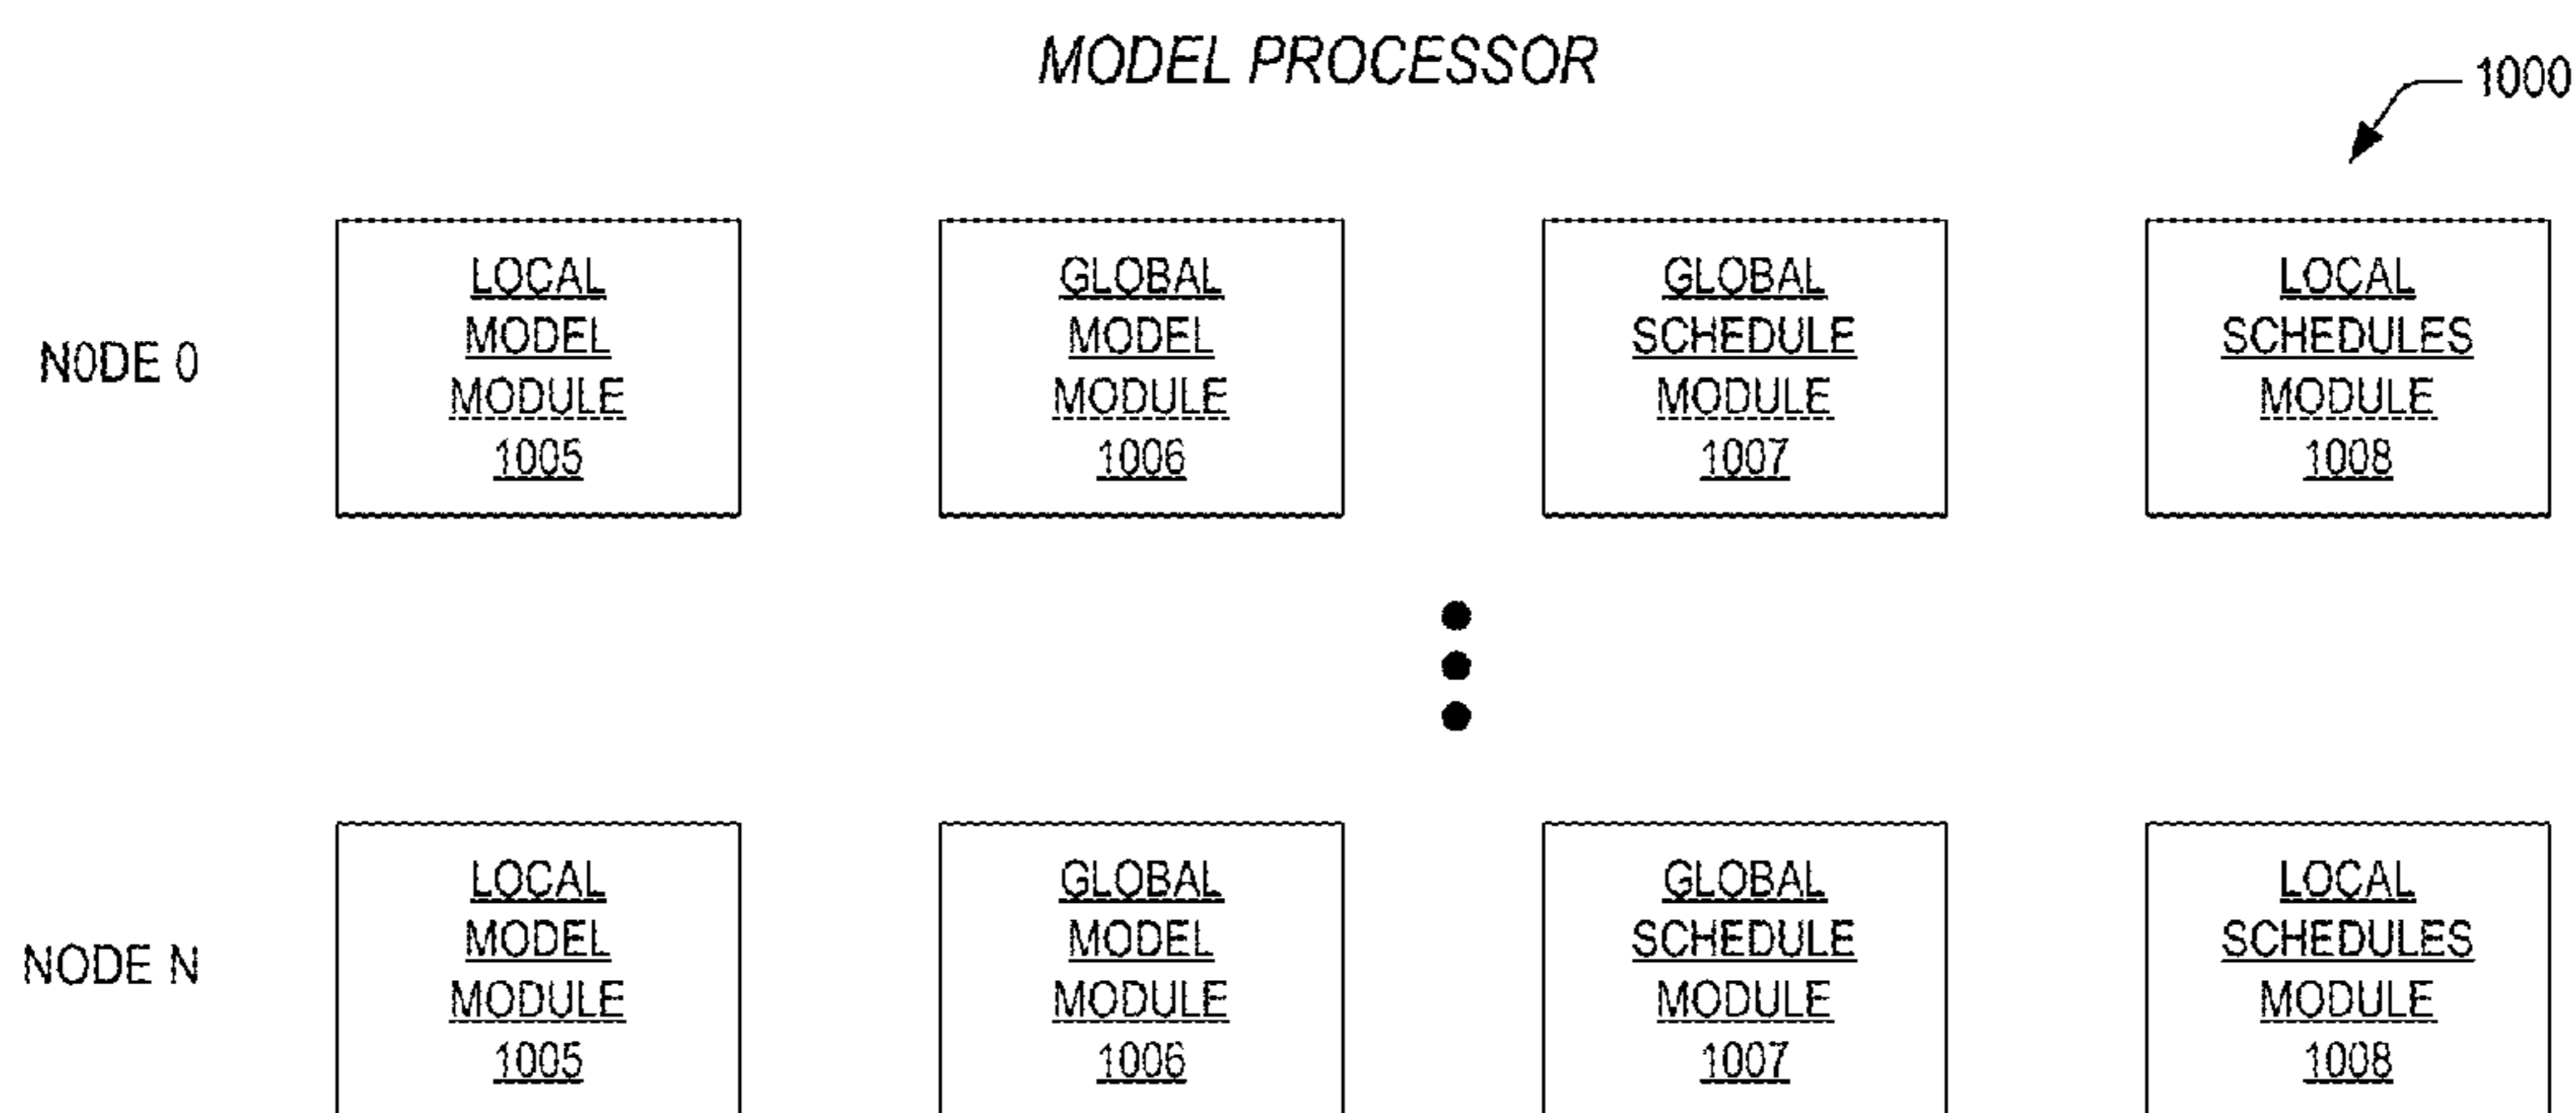 MODEL PROCESSOR
1000
NODE 0
LOCAL
MODEL
MODULE
1005
GLOBAL
MODEL
MODULE
1006
GLOBAL
SCHEDULE
MODULE
1007
LOCAL
SCHEDULES
MODULE
1008
NODE N
LOCAL
MODEL
MODULE
1005
GLOBAL
MODEL
MODULE
1006
GLOBAL
SCHEDULE
MODULE
1007
LOCAL
SCHEDULES
MODULE
1008